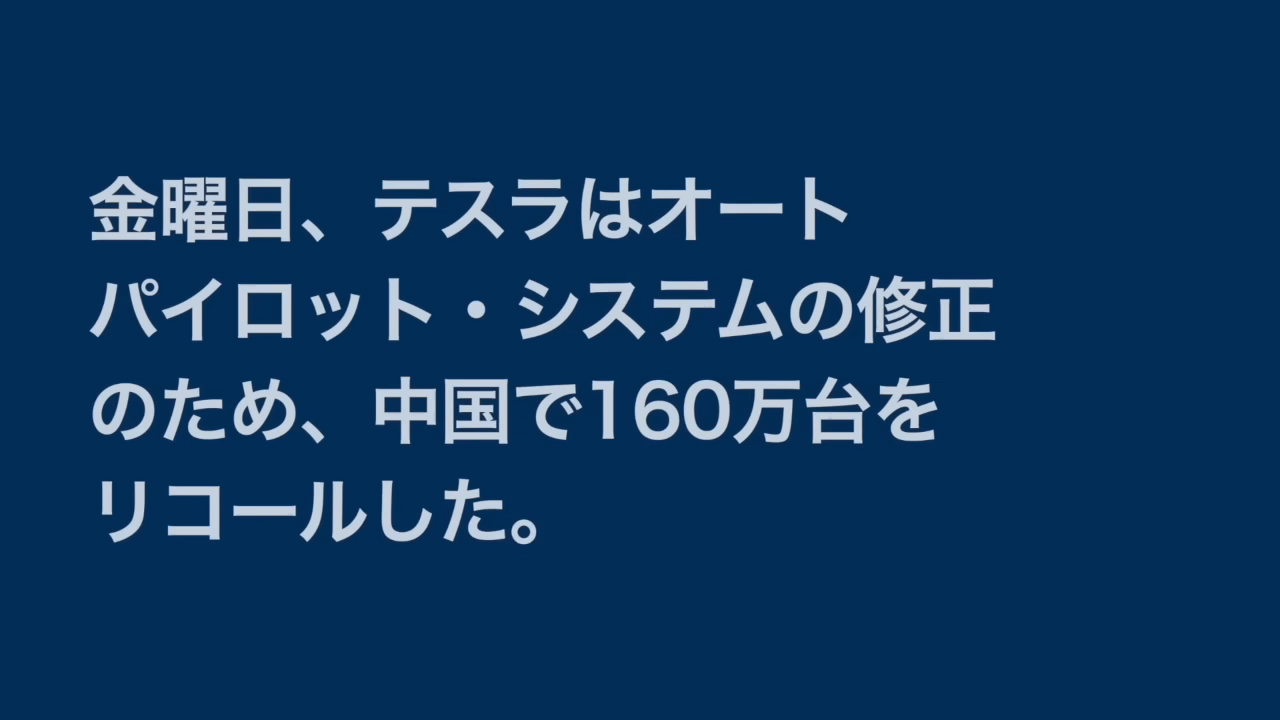 金曜日、テスラはオート
パイロット・システムの修正
のため、中国で160万台を
リコールした。